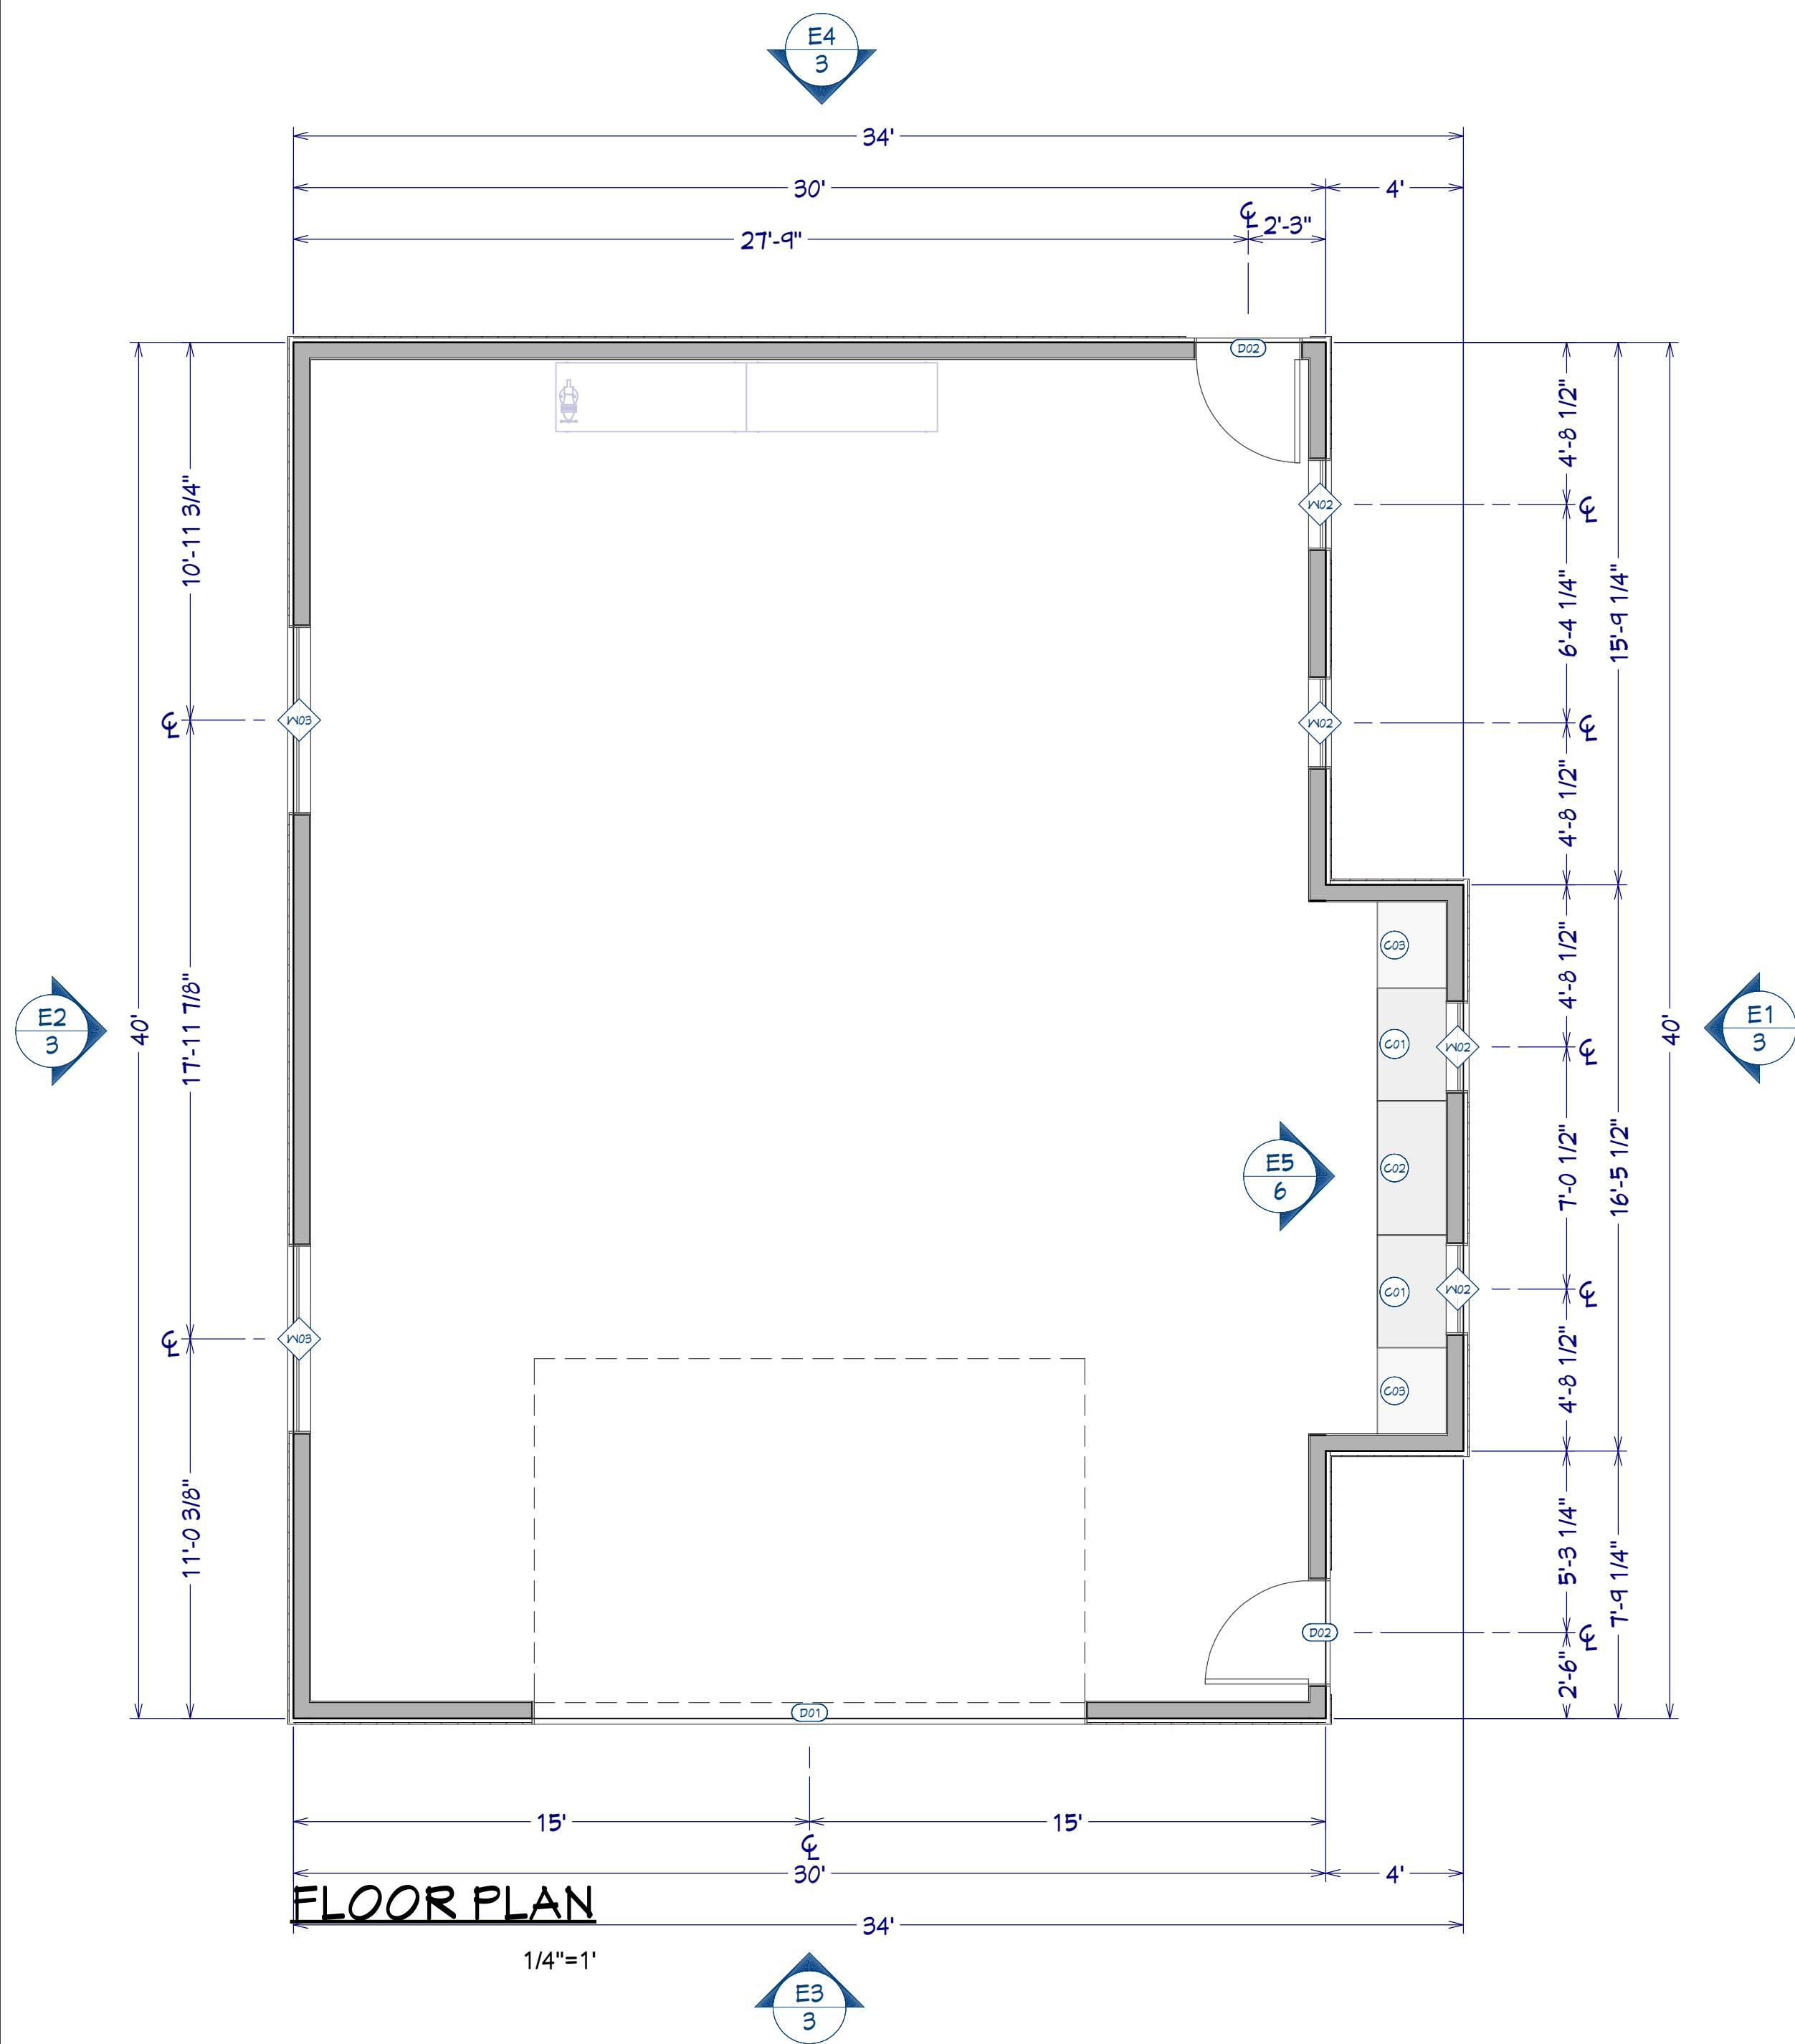 E4
3
34'
30'
4'
27'-9"
℄
2'-3"
D02
4'-8 1/2"
W02
℄
10'-11 3/4"
6'-4 1/4"
15'-9 1/4"
W03
℄
W02
℄
4'-8 1/2"
C03
4'-8 1/2"
E2
3
40'
17'-11 7/8"
C01
W02
℄
40'
E1
3
E5
6
C02
7'-0 1/2"
16'-5 1/2"
C01
W02
℄
℄
W03
C03
4'-8 1/2"
11'-0 3/8"
5'-3 1/4"
7'-9 1/4"
D02
℄
2'-6"
D01
15'
15'
℄
30'
4'
FLOOR PLAN
34'
1/4"=1'
E3
3